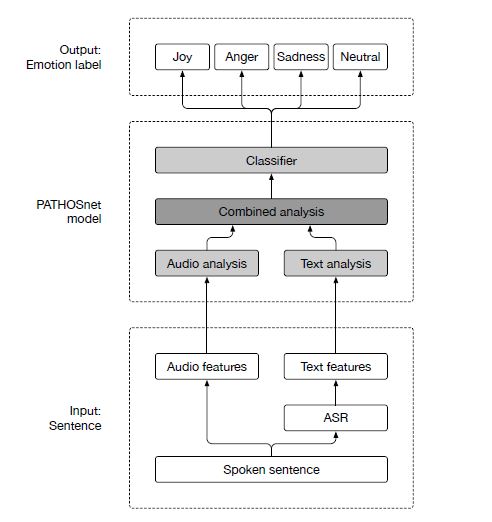 Output:
Emotion label
Joy
Anger
Sadness
Neutral
PATHOSnet
model
Classifier
Combined analysis
Audio analysis
Text analysis
Input:
Sentence
Audio features
Text features
ASR
Spoken sentence